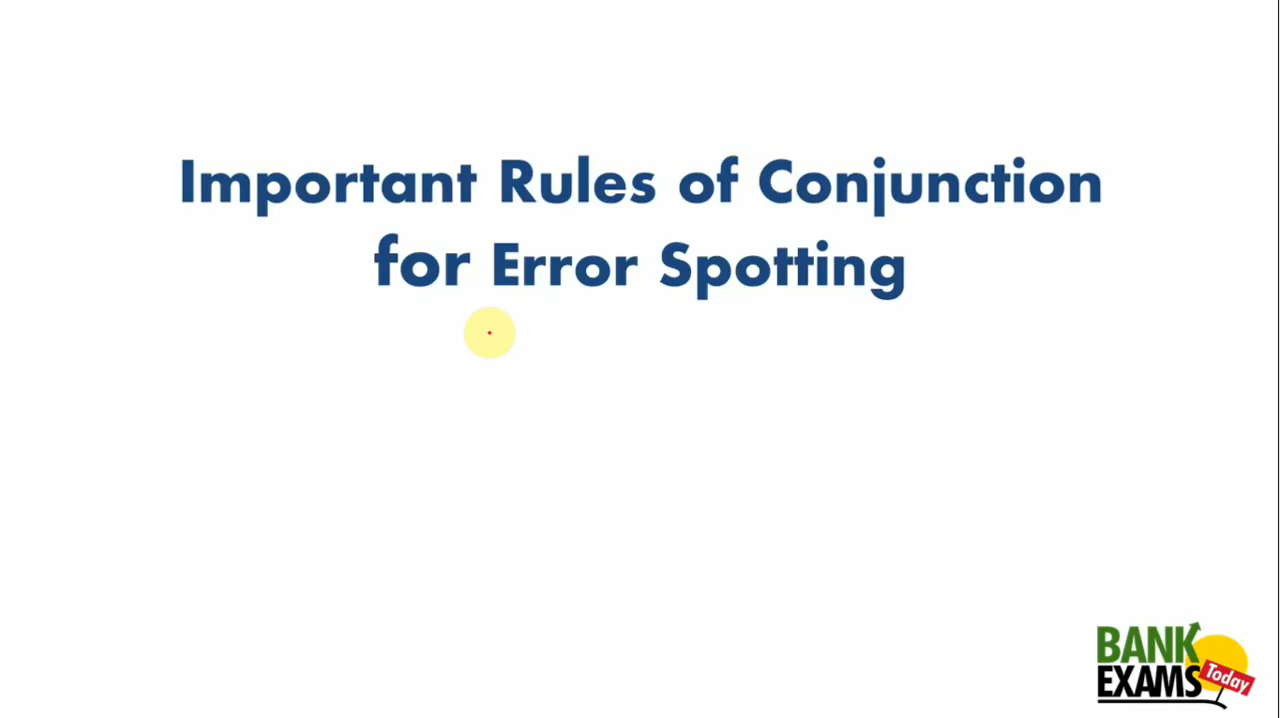 Important Rules of Conjunction
for Error Spotting
BANK
EXAMS
Today